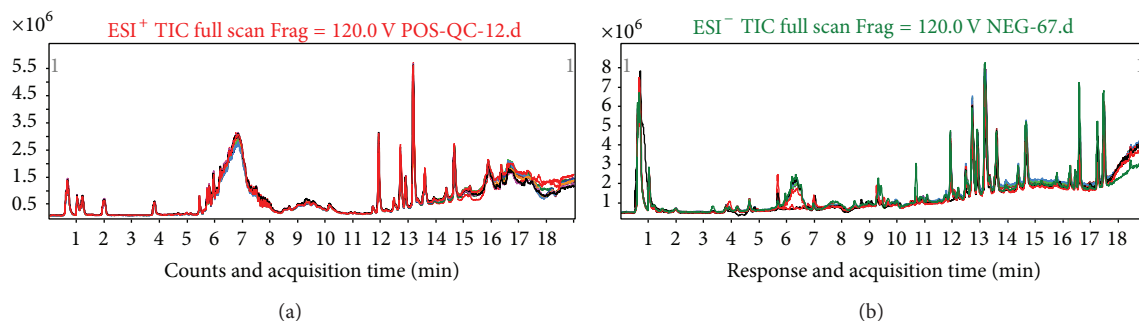 ESI⁺ TIC full scan Frag = 120.0 V POS-QC-12.d
×10⁶
1 1
5.5
4.5
3.5
2.5
1.5
0.5
1 2 3 4 5 6 7 8 9 10 11 12 13 14 15 16 17 18
Counts and acquisition time (min)
(a)
ESI⁻ TIC full scan Frag = 120.0 V NEG-67.d
×10⁶
1
8
7
6
5
4
3
2
1
1 2 3 4 5 6 7 8 9 10 11 12 13 14 15 16 17 18
Response and acquisition time (min)
(b)